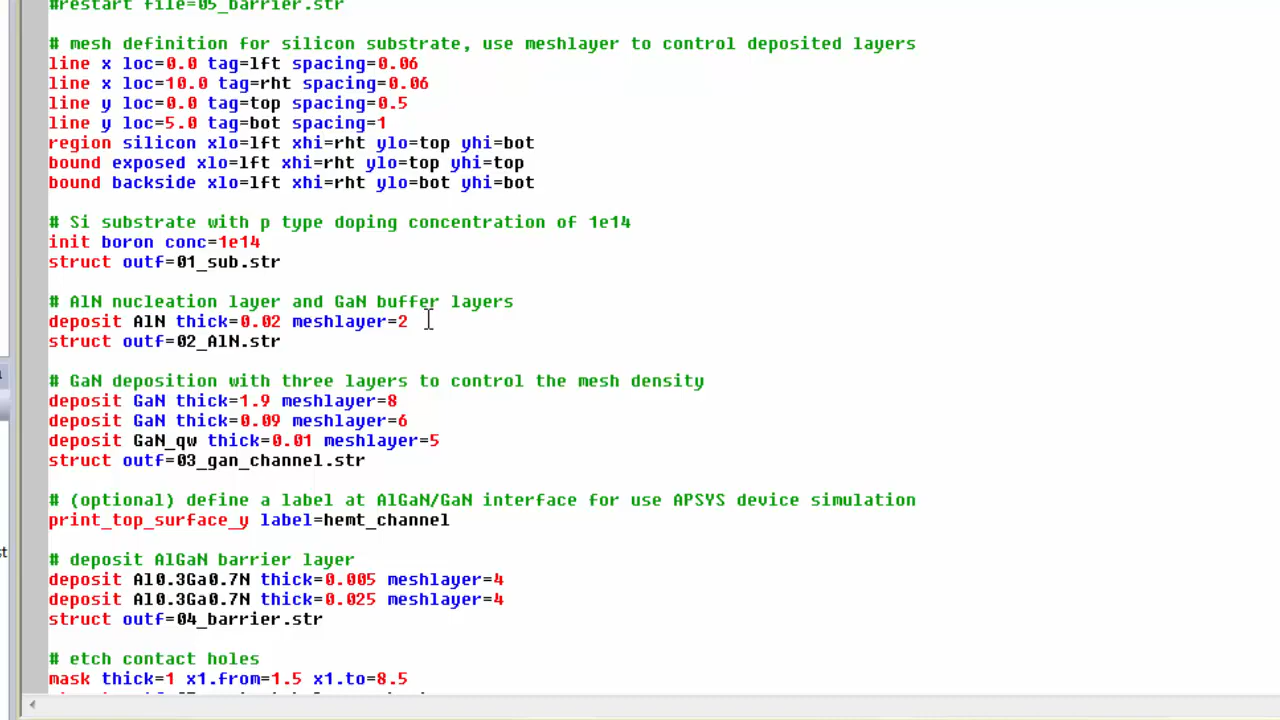 #restart file=05_barrier.str
# mesh definition for silicon substrate, use meshlayer to control deposited layers
line x loc=0.0 tag=lft spacing=0.06
line x loc=10.0 tag=rht spacing=0.06
line y loc=0.0 tag=top spacing=0.5
line y loc=5.0 tag=bot spacing=1
region silicon xlo=lft xhi=rht ylo=top yhi=bot
bound exposed xlo=lft xhi=rht ylo=top yhi=top
bound backside xlo=lft xhi=rht ylo=bot yhi=bot
# Si substrate with p type doping concentration of 1e14
init boron conc=1e14
struct outf=01_sub.str
# AlN nucleation layer and GaN buffer layers
deposit AlN thick=0.02 meshlayer=2
struct outf=02_AlN.str
# GaN deposition with three layers to control the mesh density
deposit GaN thick=1.9 meshlayer=8
deposit GaN thick=0.09 meshlayer=6
deposit GaN_qw thick=0.01 meshlayer=5
struct outf=03_gan_channel.str
# (optional) define a label at AlGaN/GaN interface for use APSYS device simulation
print_top_surface_y label=hemt_channel
# deposit AlGaN barrier layer
deposit Al0.3Ga0.7N thick=0.005 meshlayer=4
deposit Al0.3Ga0.7N thick=0.025 meshlayer=4
struct outf=04_barrier.str
# etch contact holes
mask thick=1 x1.from=1.5 x1.to=8.5